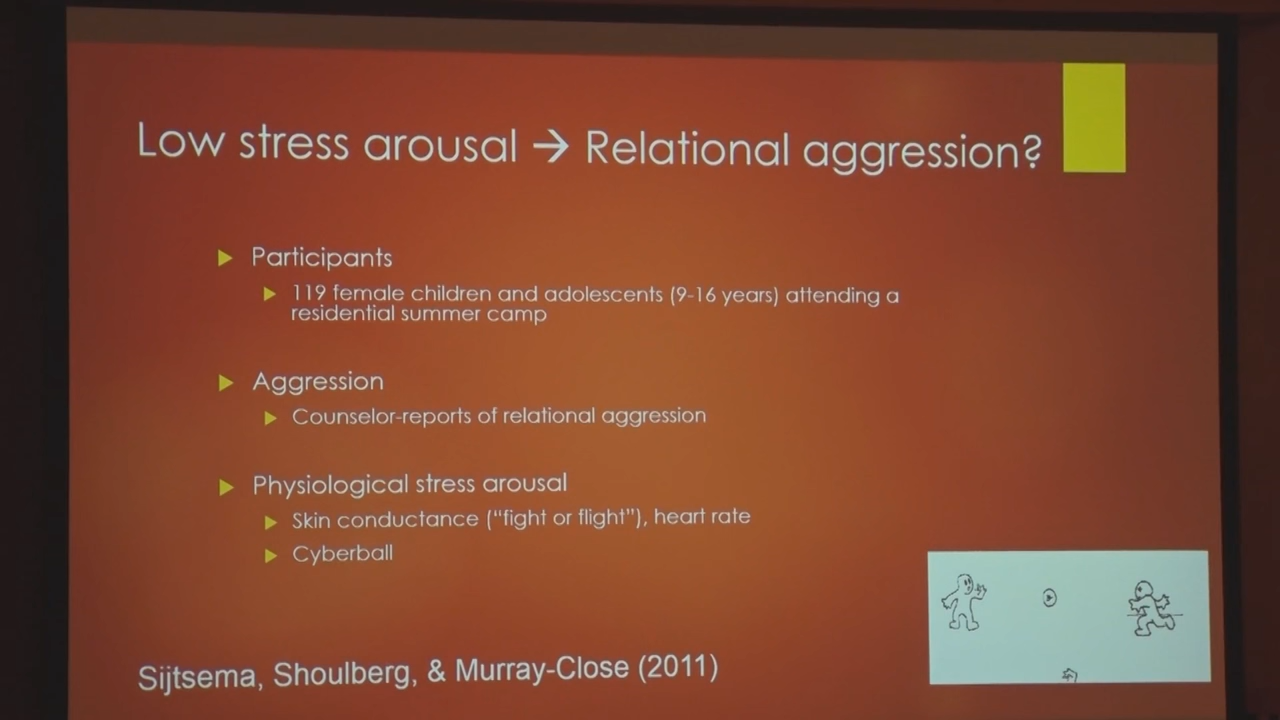 Low stress arousal → Relational aggression?
Participants
119 female children and adolescents (9-16 years) attending a
residential summer camp
Aggression
Counselor-reports of relational aggression
Physiological stress arousal
Skin conductance (“fight or flight”), heart rate
Cyberball
Sijtsema, Shoulberg, & Murray-Close (2011)